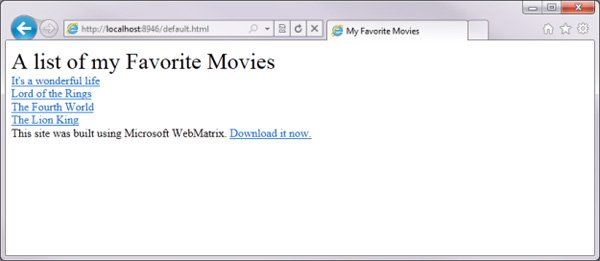 http://localhost:8946/default.html
My Favorite Movies
A list of my Favorite Movies
It's a wonderful life
Lord of the Rings
The Fourth World
The Lion King
This site was built using Microsoft WebMatrix. Download it now.